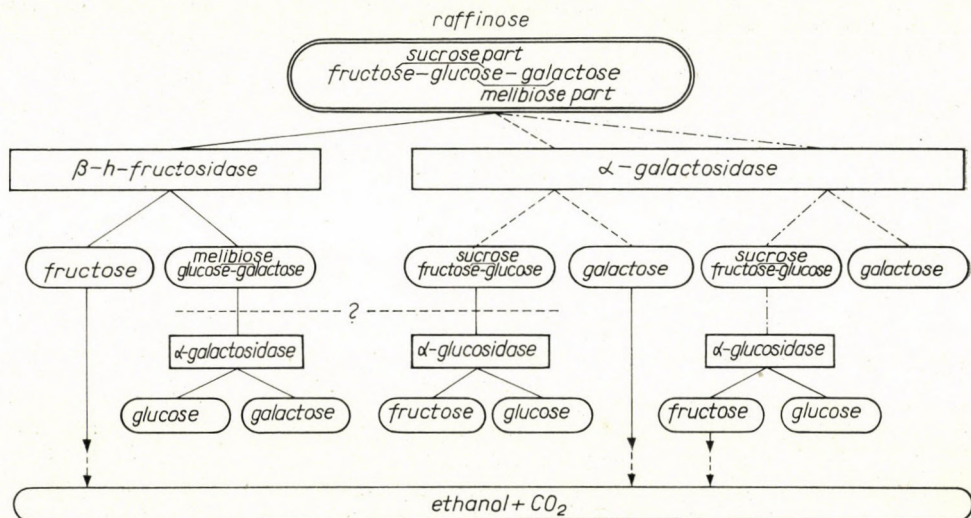 raffinose
sucrose part
fructose-glucose-galactose
melibiose part
β-h-fructosidase
α-galactosidase
fructose
melibiose
glucose-galactose
sucrose
fructose-glucose
galactose
sucrose
fructose-glucose
galactose
?
α-galactosidase
α-glucosidase
α-glucosidase
glucose
galactose
fructose
glucose
fructose
glucose
ethanol + CO₂